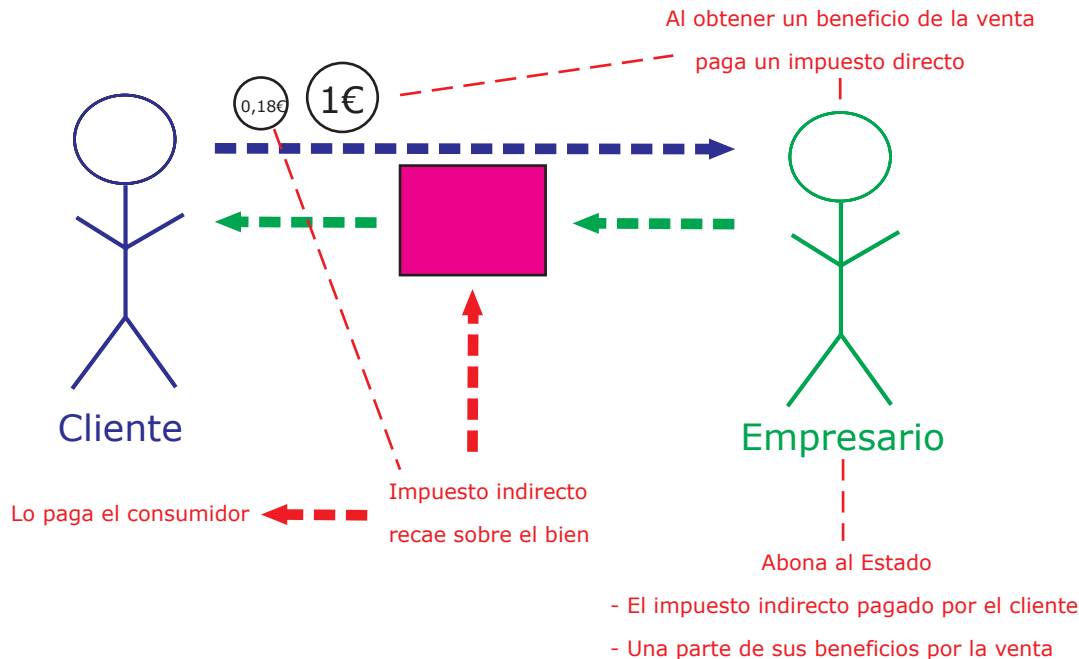 Al obtener un beneficio de la venta
paga un impuesto directo
0,18€
1€
Cliente
Empresario
Impuesto indirecto
recae sobre el bien
Lo paga el consumidor
Abona al Estado
- El impuesto indirecto pagado por el cliente
- Una parte de sus beneficios por la venta